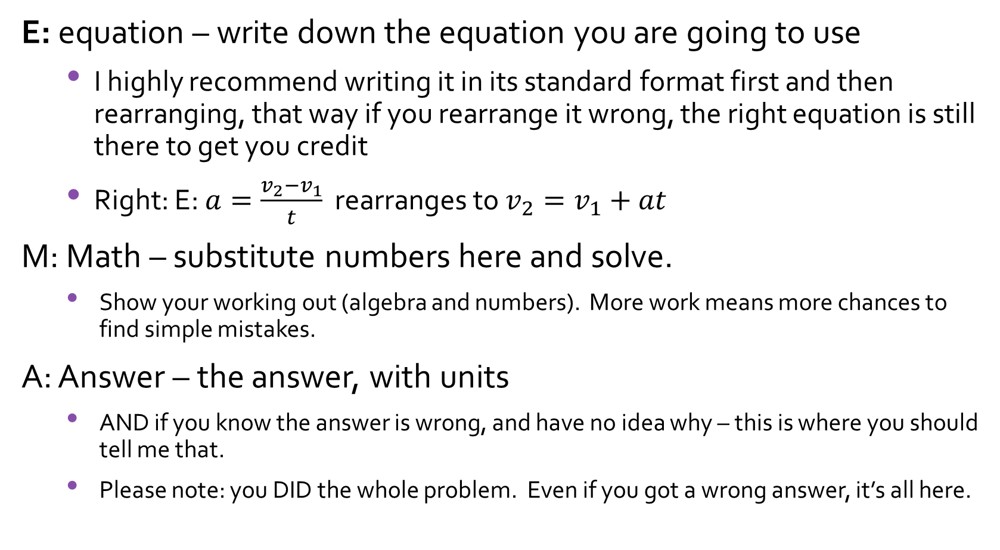 E: equation – write down the equation you are going to use
• I highly recommend writing it in its standard format first and then
rearranging, that way if you rearrange it wrong, the right equation is still
there to get you credit
• Right: E: 𝑎 = (𝑣₂−𝑣₁)/𝑡 rearranges to 𝑣₂ = 𝑣₁ + 𝑎𝑡
M: Math – substitute numbers here and solve.
• Show your working out (algebra and numbers).  More work means more chances to
find simple mistakes.
A: Answer – the answer, with units
• AND if you know the answer is wrong, and have no idea why – this is where you should
tell me that.
• Please note: you DID the whole problem.  Even if you got a wrong answer, it’s all here.